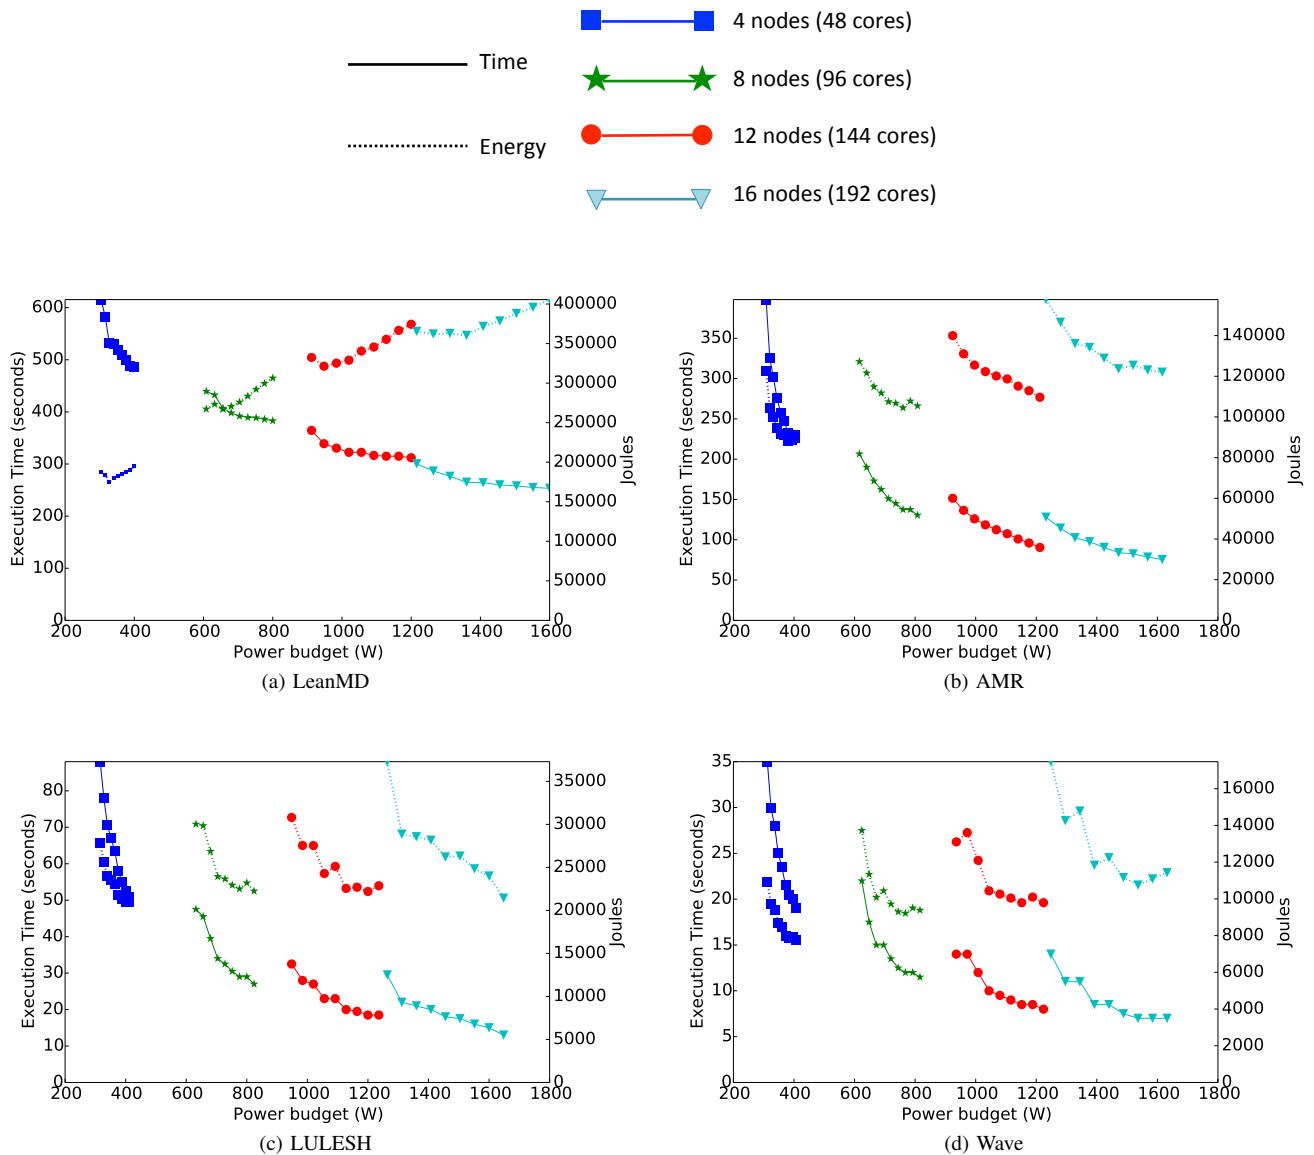 Time
Energy
4 nodes (48 cores)
8 nodes (96 cores)
12 nodes (144 cores)
16 nodes (192 cores)
600
500
400
300
200
100
0
Execution Time (seconds)
400000
350000
300000
250000
200000
150000
100000
50000
0
Joules
200 400 600 800 1000 1200 1400 1600
Power budget (W)
(a) LeanMD
350
300
250
200
150
100
50
0
Execution Time (seconds)
140000
120000
100000
80000
60000
40000
20000
0
Joules
200 400 600 800 1000 1200 1400 1600 1800
Power budget (W)
(b) AMR
80
70
60
50
40
30
20
10
0
Execution Time (seconds)
35000
30000
25000
20000
15000
10000
5000
0
Joules
200 400 600 800 1000 1200 1400 1600 1800
Power budget (W)
(c) LULESH
35
30
25
20
15
10
5
0
Execution Time (seconds)
16000
14000
12000
10000
8000
6000
4000
2000
0
Joules
200 400 600 800 1000 1200 1400 1600 1800
Power budget (W)
(d) Wave